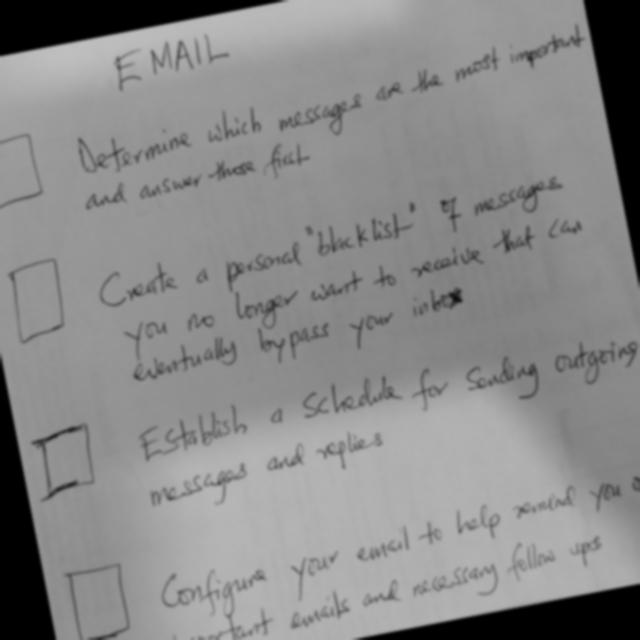 EMAIL
Determine which messages are the most important
and answer those first
Create a personal "blacklist" of messages
you no longer want to receive that can
eventually bypass your inbox
Establish a Schedule for Sending outgoing
messages and replies
Configure your email to help remind you
important emails and necessary follow ups